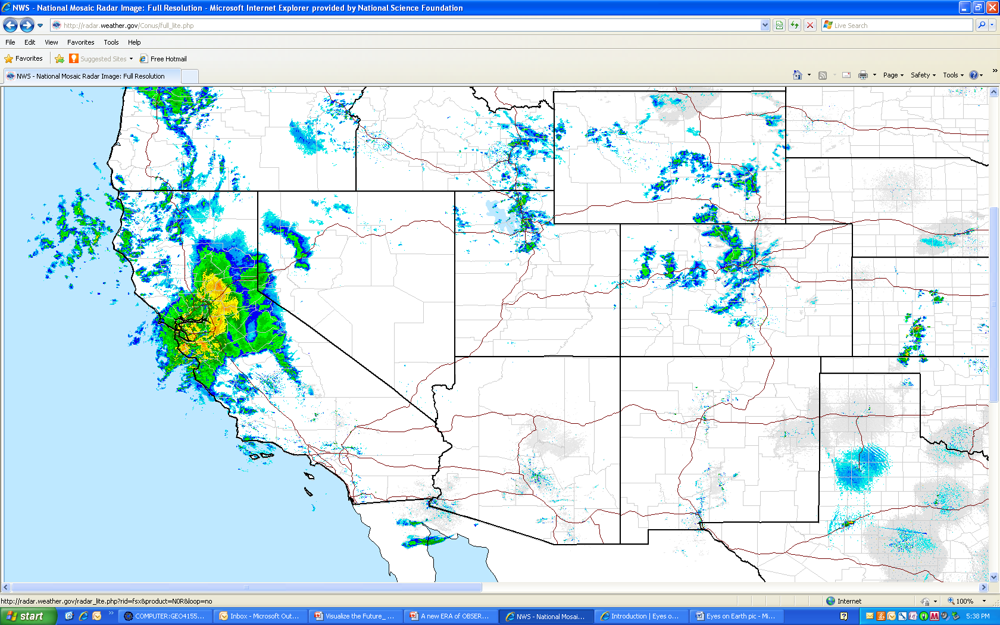 NWS - National Mosaic Radar Image: Full Resolution - Microsoft Internet Explorer provided by National Science Foundation
http://radar.weather.gov/Conus/full_lite.php
Live Search
File Edit View Favorites Tools Help
Favorites Suggested Sites Free Hotmail
NWS - National Mosaic Radar Image: Full Resolution
Page Safety Tools
http://radar.weather.gov/radar_lite.php?rid=fsx&product=N0R&loop=no
Internet 100%
start COMPUTER:GEO4155... Inbox - Microsoft Out... Visualize the Future_ ... A new ERA of OBSER... NWS - National Mosai... Introduction | Eyes o... Eyes on Earth pic - Mi... 5:38 PM